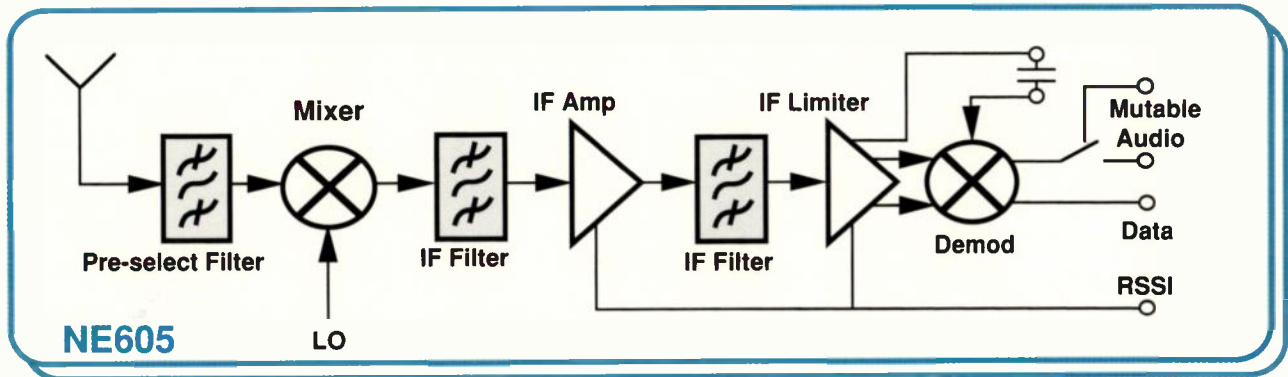 Mixer
IF Amp
IF Limiter
Mutable
Audio
Pre-select Filter
IF Filter
IF Filter
Demod
Data
RSSI
NE605
LO